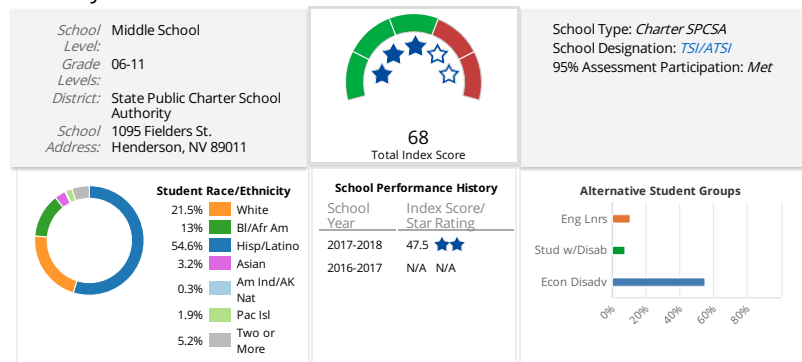 School Level: Middle School
Grade Levels: 06-11
District: State Public Charter School Authority
School Address: 1095 Fielders St. Henderson, NV 89011
68
Total Index Score
School Type: Charter SPCSA
School Designation: TSI/ATSI
95% Assessment Participation: Met
Student Race/Ethnicity
21.5% White
13% Bl/Afr Am
54.6% Hisp/Latino
3.2% Asian
0.3% Am Ind/AK Nat
1.9% Pac Isl
5.2% Two or More
School Performance History
School Year Index Score/ Star Rating
2017-2018 47.5
2016-2017 N/A N/A
Alternative Student Groups
Eng Lnrs
Stud w/Disab
Econ Disadv
0% 20% 40% 60% 80%